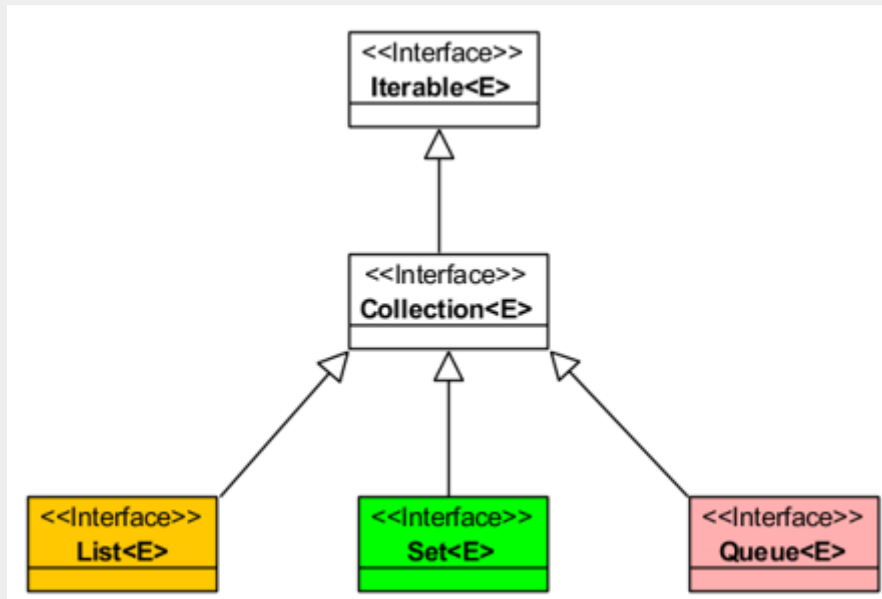 <<Interface>>
Iterable<E>
<<Interface>>
Collection<E>
<<Interface>>
List<E>
<<Interface>>
Set<E>
<<Interface>>
Queue<E>